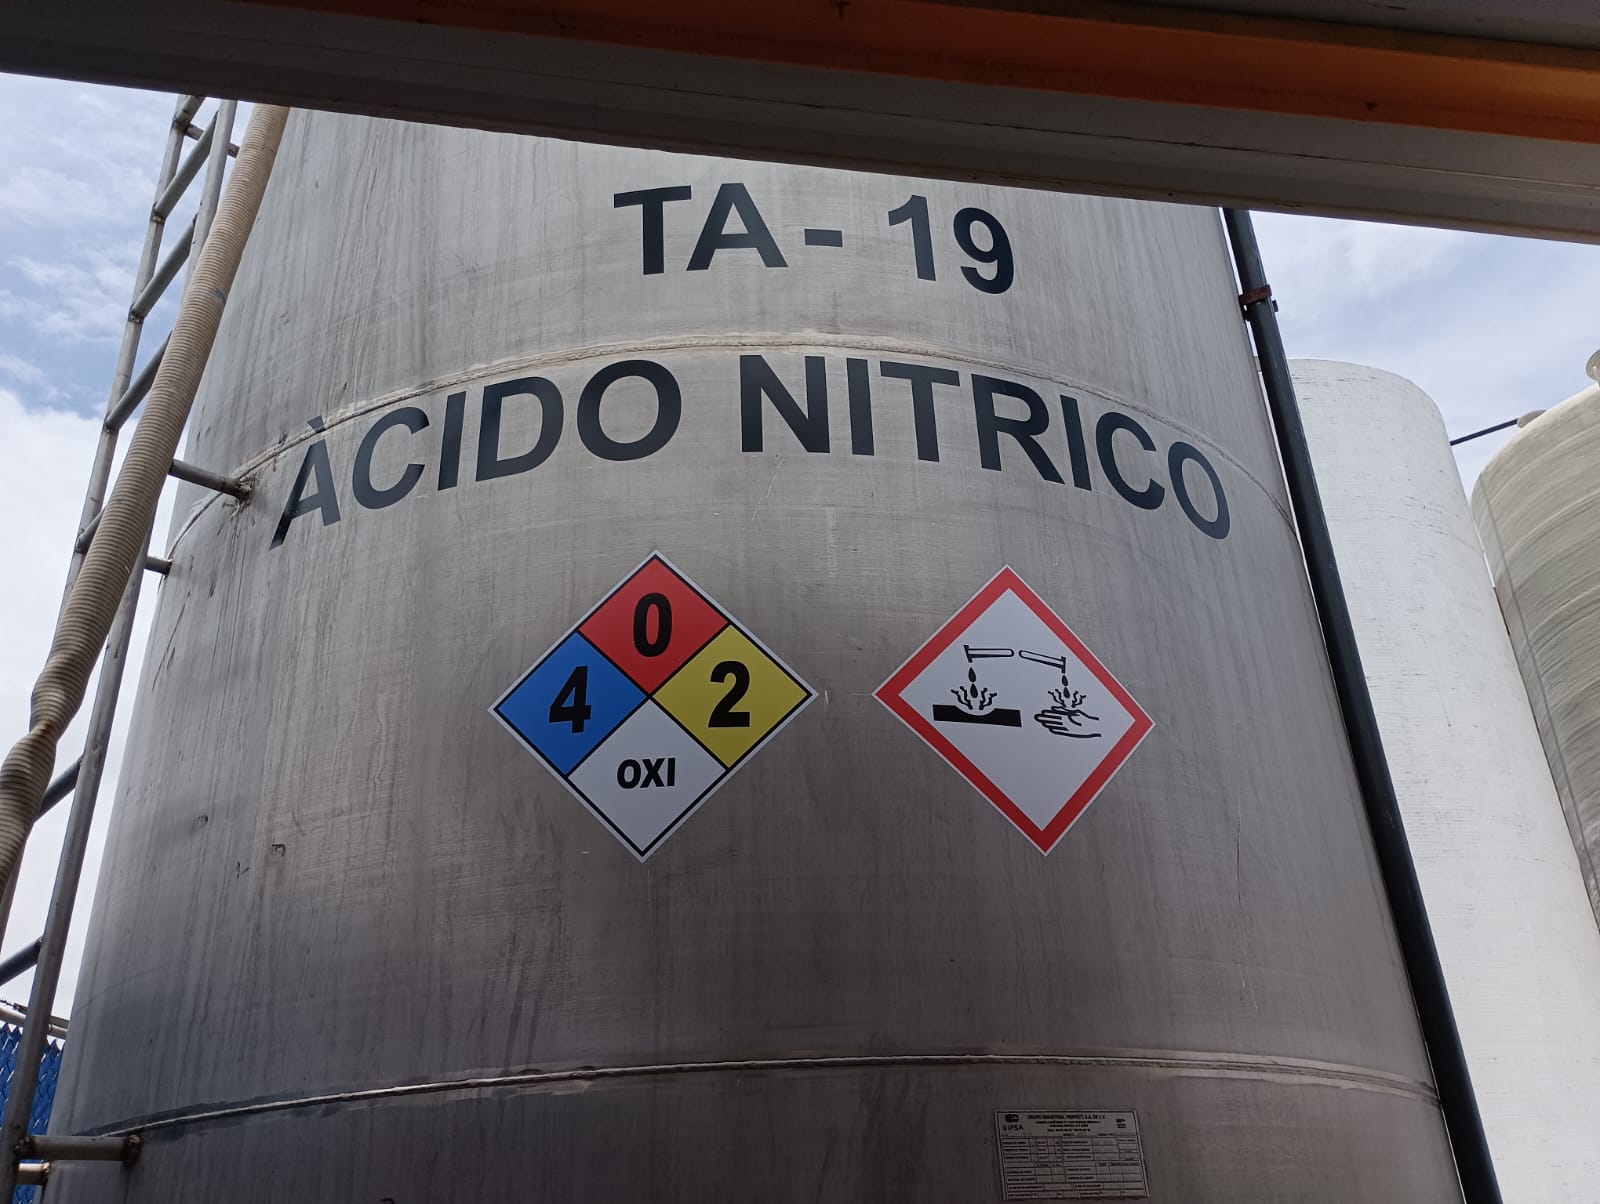 TA-19
ÀCIDO NITRICO
0
4 2
OXI
GIPSA